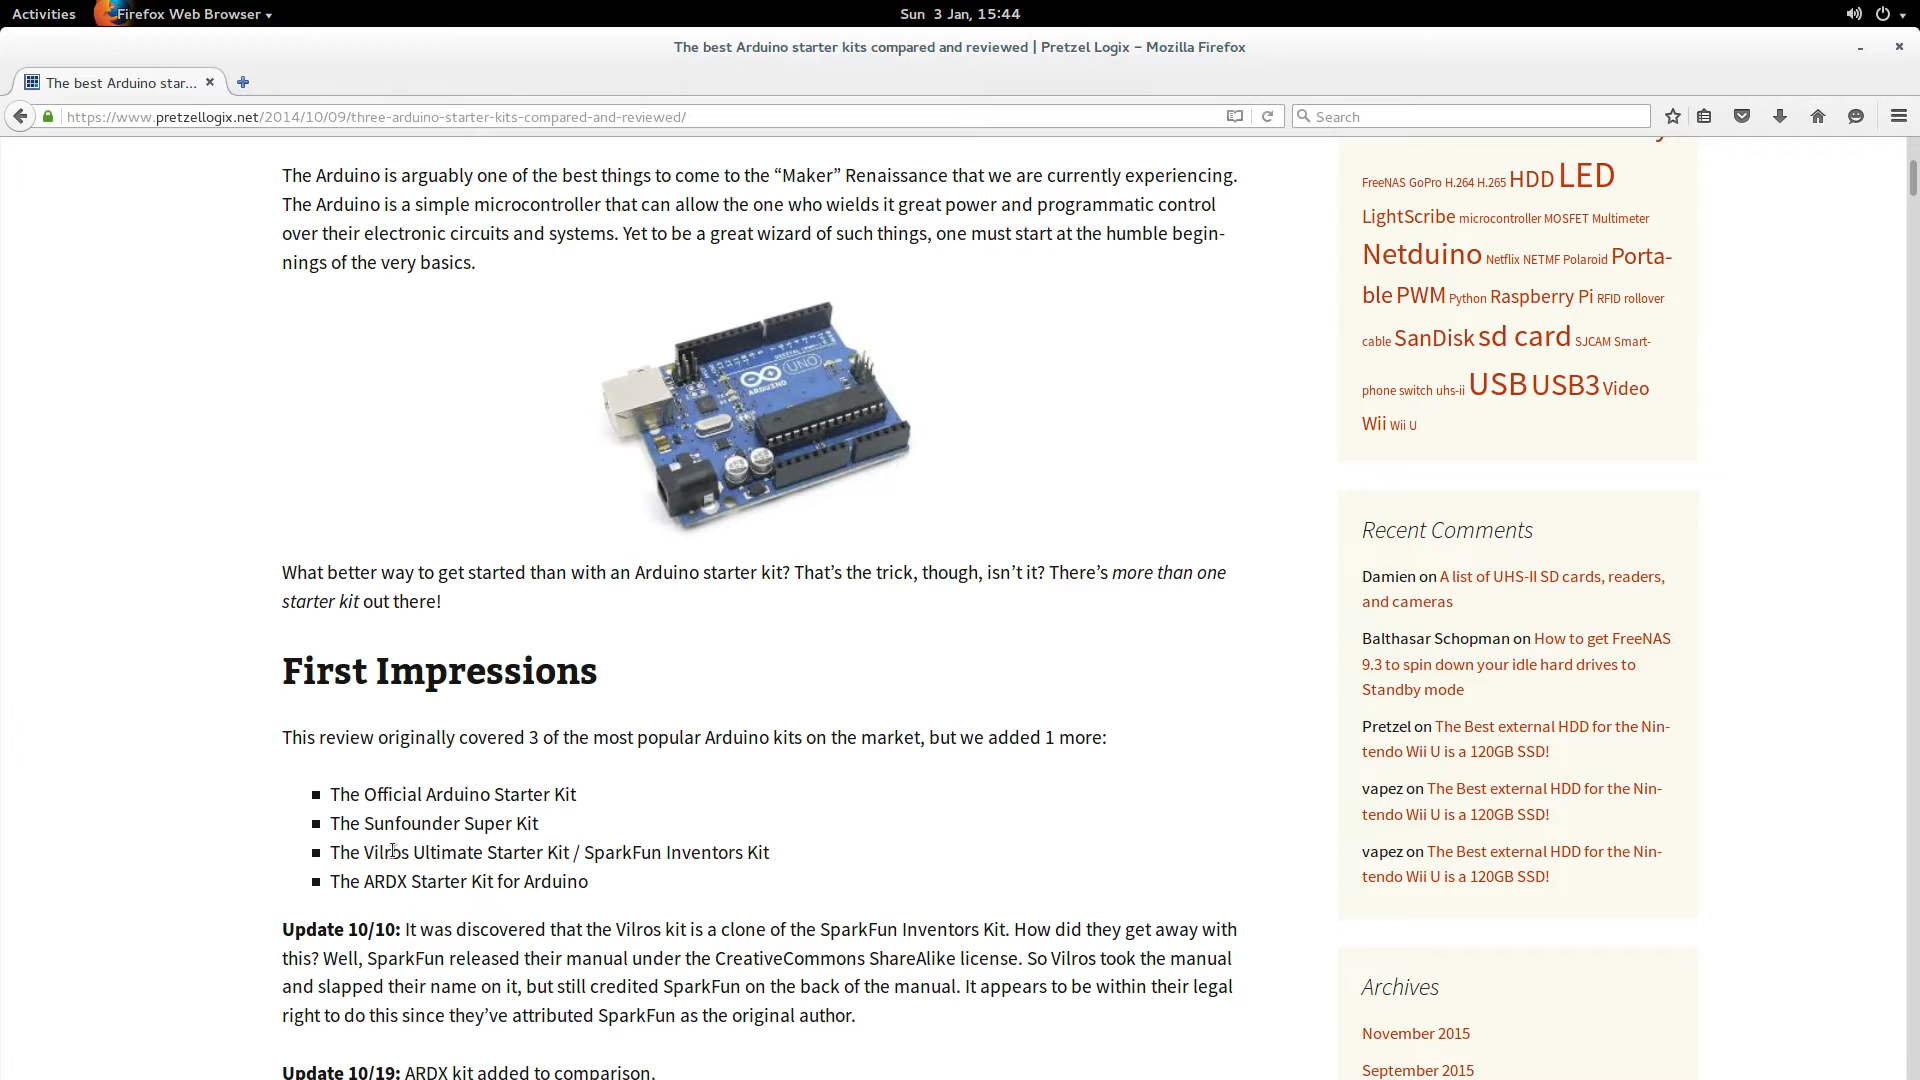 Activities
Firefox Web Browser
Sun 3 Jan, 15:44
The best Arduino starter kits compared and reviewed | Pretzel Logix – Mozilla Firefox
The best Arduino star...
https://www.pretzellogix.net/2014/10/09/three-arduino-starter-kits-compared-and-reviewed/
Search
The Arduino is arguably one of the best things to come to the “Maker” Renaissance that we are currently experiencing.
The Arduino is a simple microcontroller that can allow the one who wields it great power and programmatic control
over their electronic circuits and systems. Yet to be a great wizard of such things, one must start at the humble begin-
nings of the very basics.
ARDUINO
UNO
What better way to get started than with an Arduino starter kit? That’s the trick, though, isn’t it? There’s more than one
starter kit out there!
First Impressions
This review originally covered 3 of the most popular Arduino kits on the market, but we added 1 more:
The Official Arduino Starter Kit
The Sunfounder Super Kit
The Vilros Ultimate Starter Kit / SparkFun Inventors Kit
The ARDX Starter Kit for Arduino
Update 10/10: It was discovered that the Vilros kit is a clone of the SparkFun Inventors Kit. How did they get away with
this? Well, SparkFun released their manual under the CreativeCommons ShareAlike license. So Vilros took the manual
and slapped their name on it, but still credited SparkFun on the back of the manual. It appears to be within their legal
right to do this since they’ve attributed SparkFun as the original author.
Update 10/19: ARDX kit added to comparison.
FreeNAS GoPro H.264 H.265 HDD LED
LightScribe microcontroller MOSFET Multimeter
Netduino Netflix NETMF Polaroid Porta-
ble PWM Python Raspberry Pi RFID rollover
cable SanDisk sd card SJCAM Smart-
phone switch uhs-ii USB USB3 Video
Wii Wii U
Recent Comments
Damien on A list of UHS-II SD cards, readers,
and cameras
Balthasar Schopman on How to get FreeNAS
9.3 to spin down your idle hard drives to
Standby mode
Pretzel on The Best external HDD for the Nin-
tendo Wii U is a 120GB SSD!
vapez on The Best external HDD for the Nin-
tendo Wii U is a 120GB SSD!
vapez on The Best external HDD for the Nin-
tendo Wii U is a 120GB SSD!
Archives
November 2015
September 2015